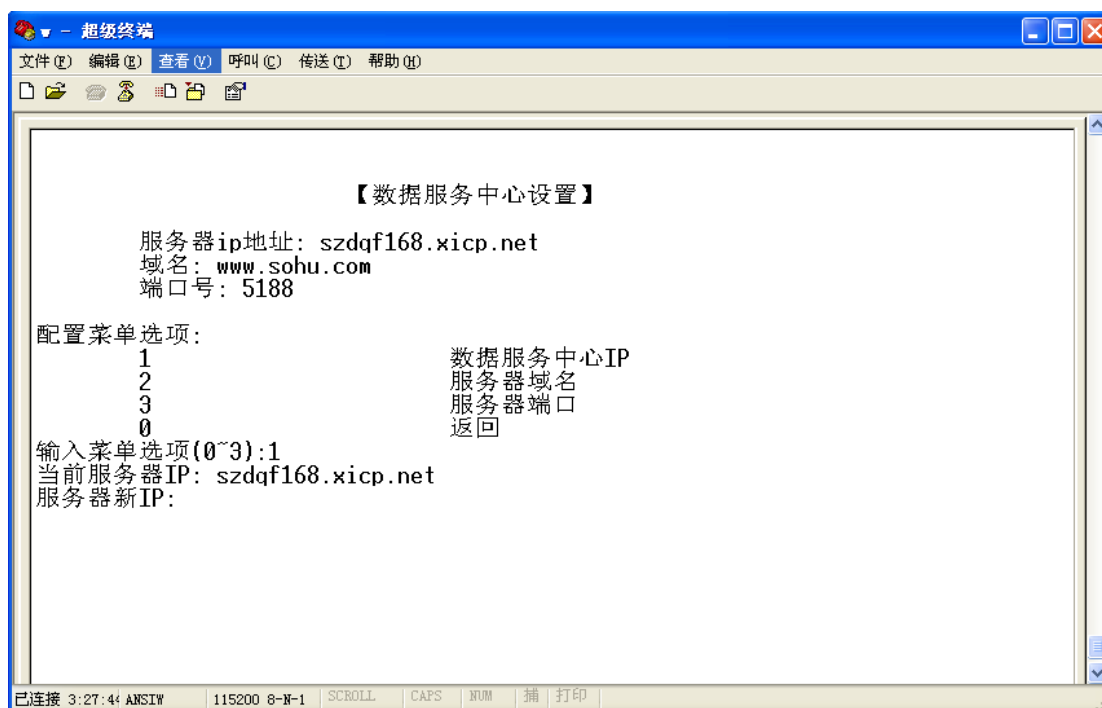 ▼ - 超级终端
文件(F) 编辑(E) 查看(V) 呼叫(C) 传送(T) 帮助(H)
【数据服务中心设置】
服务器ip地址: szdqf168.xicp.net
域名: www.sohu.com
端口号: 5188
配置菜单选项:
1 数据服务中心IP
2 服务器域名
3 服务器端口
0 返回
输入菜单选项(0~3):1
当前服务器IP: szdqf168.xicp.net
服务器新IP:
已连接 3:27:44 ANSIW 115200 8-N-1 SCROLL CAPS NUM 捕 打印